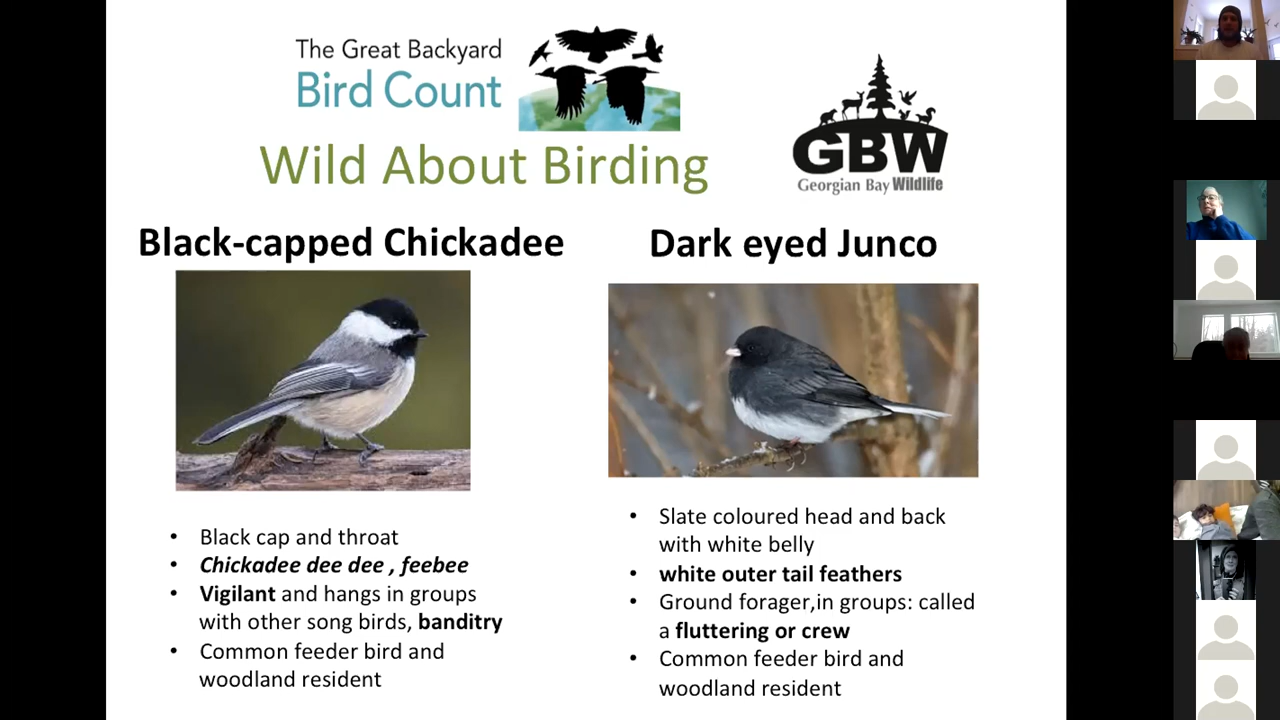 The Great Backyard
Bird Count
Wild About Birding
GBW
Georgian Bay Wildlife
Black-capped Chickadee
Dark eyed Junco
• Black cap and throat
• Chickadee dee dee , feebee
• Vigilant and hangs in groups
with other song birds, banditry
• Common feeder bird and
woodland resident
• Slate coloured head and back
with white belly
• white outer tail feathers
• Ground forager,in groups: called
a fluttering or crew
• Common feeder bird and
woodland resident